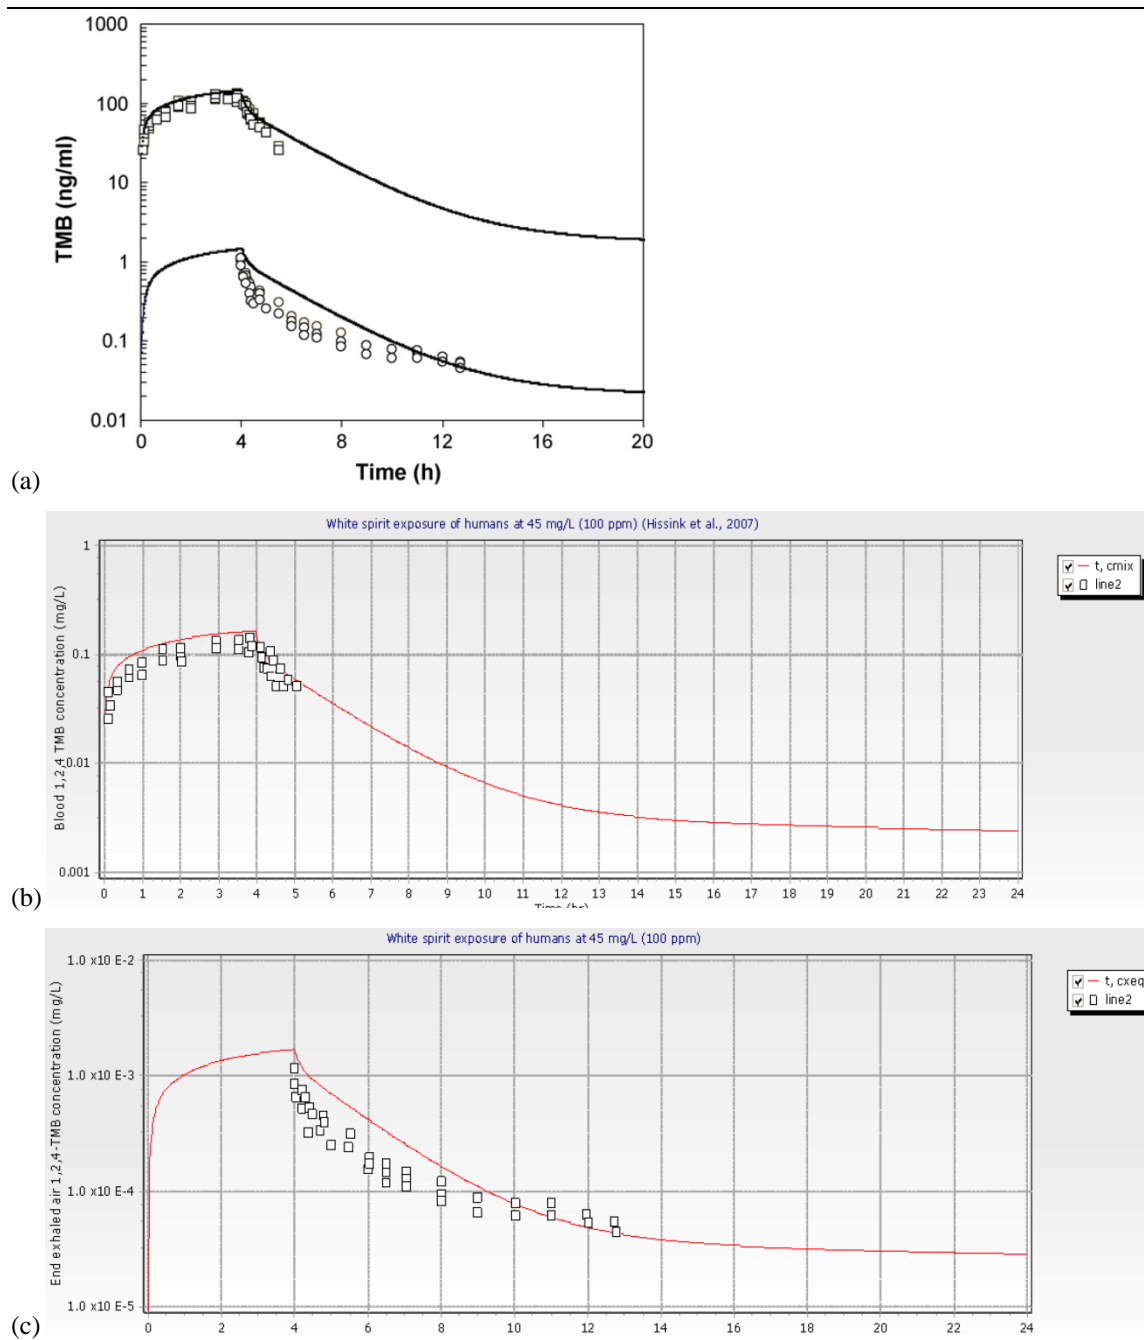 1000
100
10
1
0.1
0.01
TMB (ng/ml)
0 4 8 12 16 20
Time (h)
(a)
White spirit exposure of humans at 45 mg/L (100 ppm) (Hissink et al., 2007)
1
0.1
0.01
0.001
Blood 1,2,4 TMB concentration (mg/L)
t, cmix
line2
0 1 2 3 4 5 6 7 8 9 10 11 12 13 14 15 16 17 18 19 20 21 22 23 24
Time (hr)
(b)
White spirit exposure of humans at 45 mg/L (100 ppm)
1.0 x10 E-2
1.0 x10 E-3
1.0 x10 E-4
1.0 x10 E-5
End exhaled air 1,2,4-TMB concentration (mg/L)
t, cxeq
line2
0 2 4 6 8 10 12 14 16 18 20 22 24
(c)